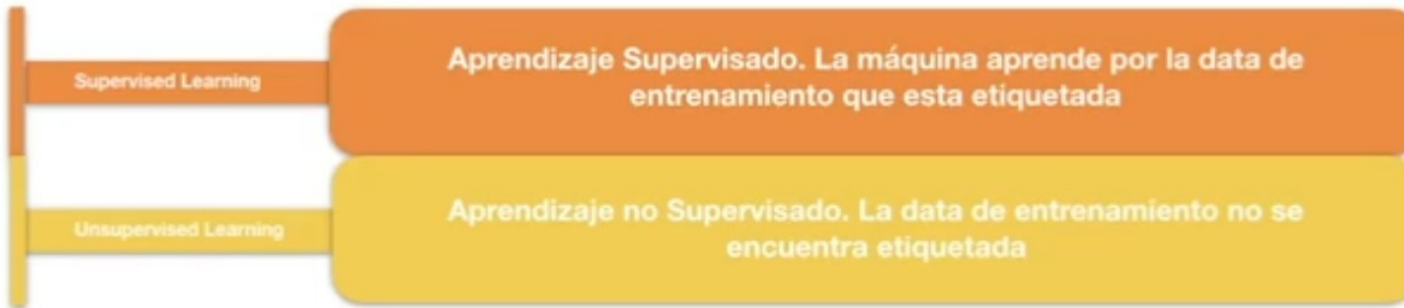 Supervised Learning
Aprendizaje Supervisado. La máquina aprende por la data de
entrenamiento que esta etiquetada
Unsupervised Learning
Aprendizaje no Supervisado. La data de entrenamiento no se
encuentra etiquetada